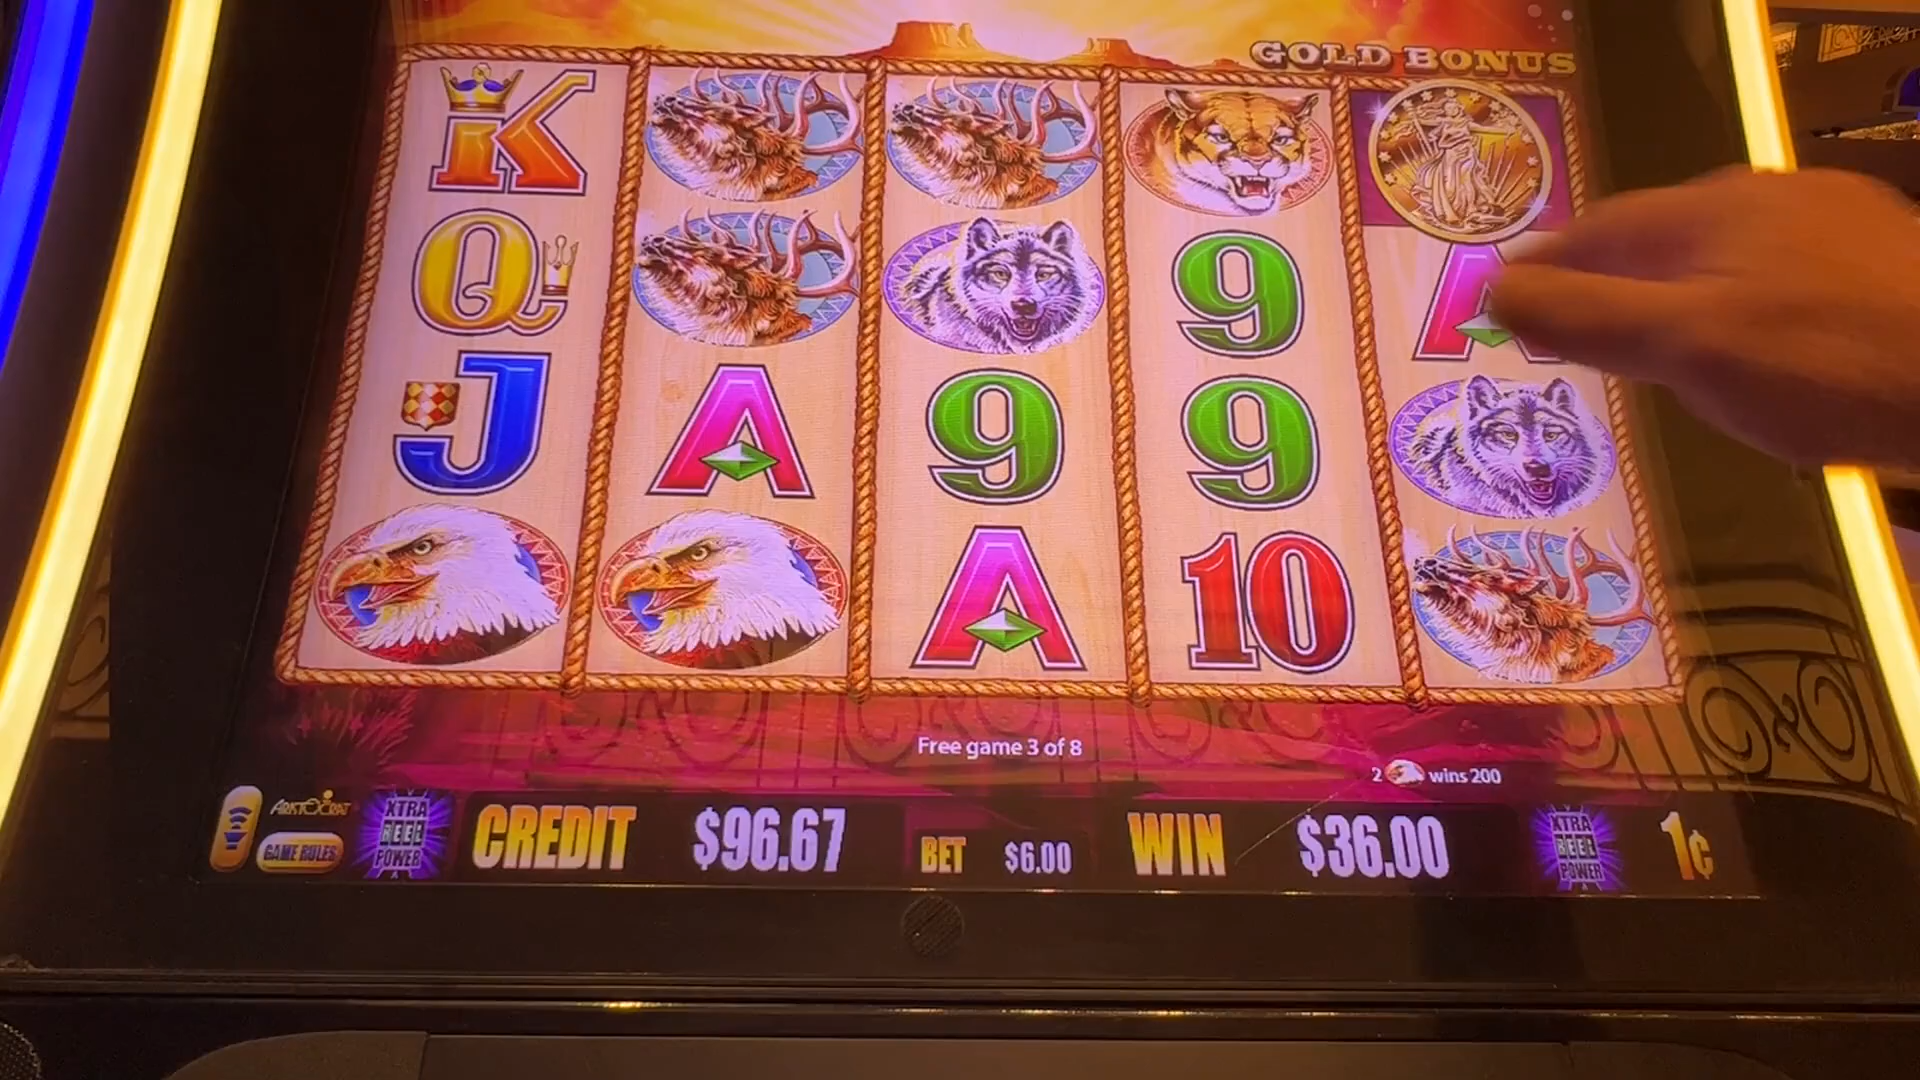 GOLD BONUS
K
Q
A
J
A
9
9
9
A
10
Free game 3 of 8
2 wins 200
ARISTOCRAT
GAME RULES
XTRA
REEL
POWER
CREDIT $96.67
BET $6.00
WIN $36.00
XTRA
REEL
POWER
1¢